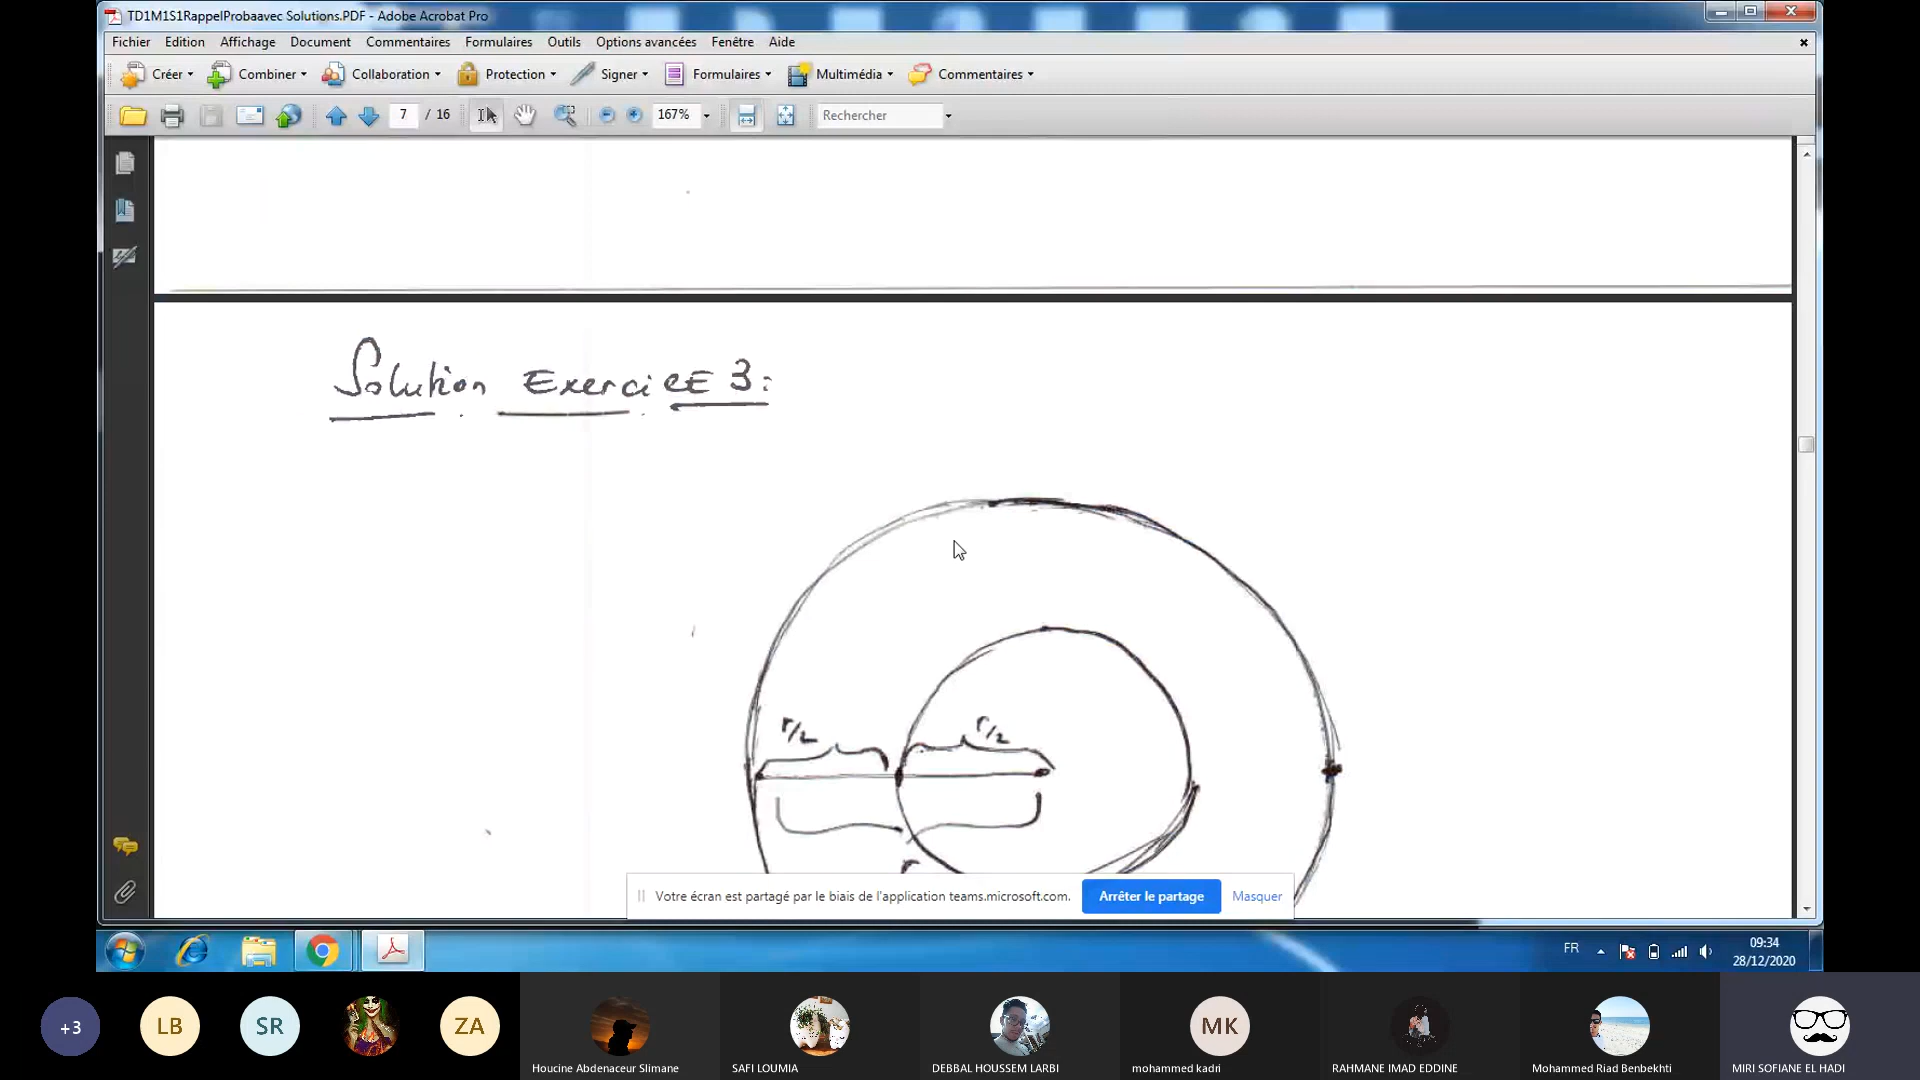 TD1M1S1RappelProbaavec Solutions.PDF - Adobe Acrobat Pro
Fichier Edition Affichage Document Commentaires Formulaires Outils Options avancées Fenêtre Aide
Créer Combiner Collaboration Protection Signer Formulaires Multimédia Commentaires
7 / 16 167% Rechercher
Solution Exercice 3:
r/2 r/2
r
Votre écran est partagé par le biais de l'application teams.microsoft.com. Arrêter le partage Masquer
FR 09:34
28/12/2020
+3 LB SR ZA MK
Houcine Abdenaceur Slimane SAFI LOUMIA DEBBAL HOUSSEM LARBI mohammed kadri RAHMANE IMAD EDDINE Mohammed Riad Benbekhti MIRI SOFIANE EL HADI